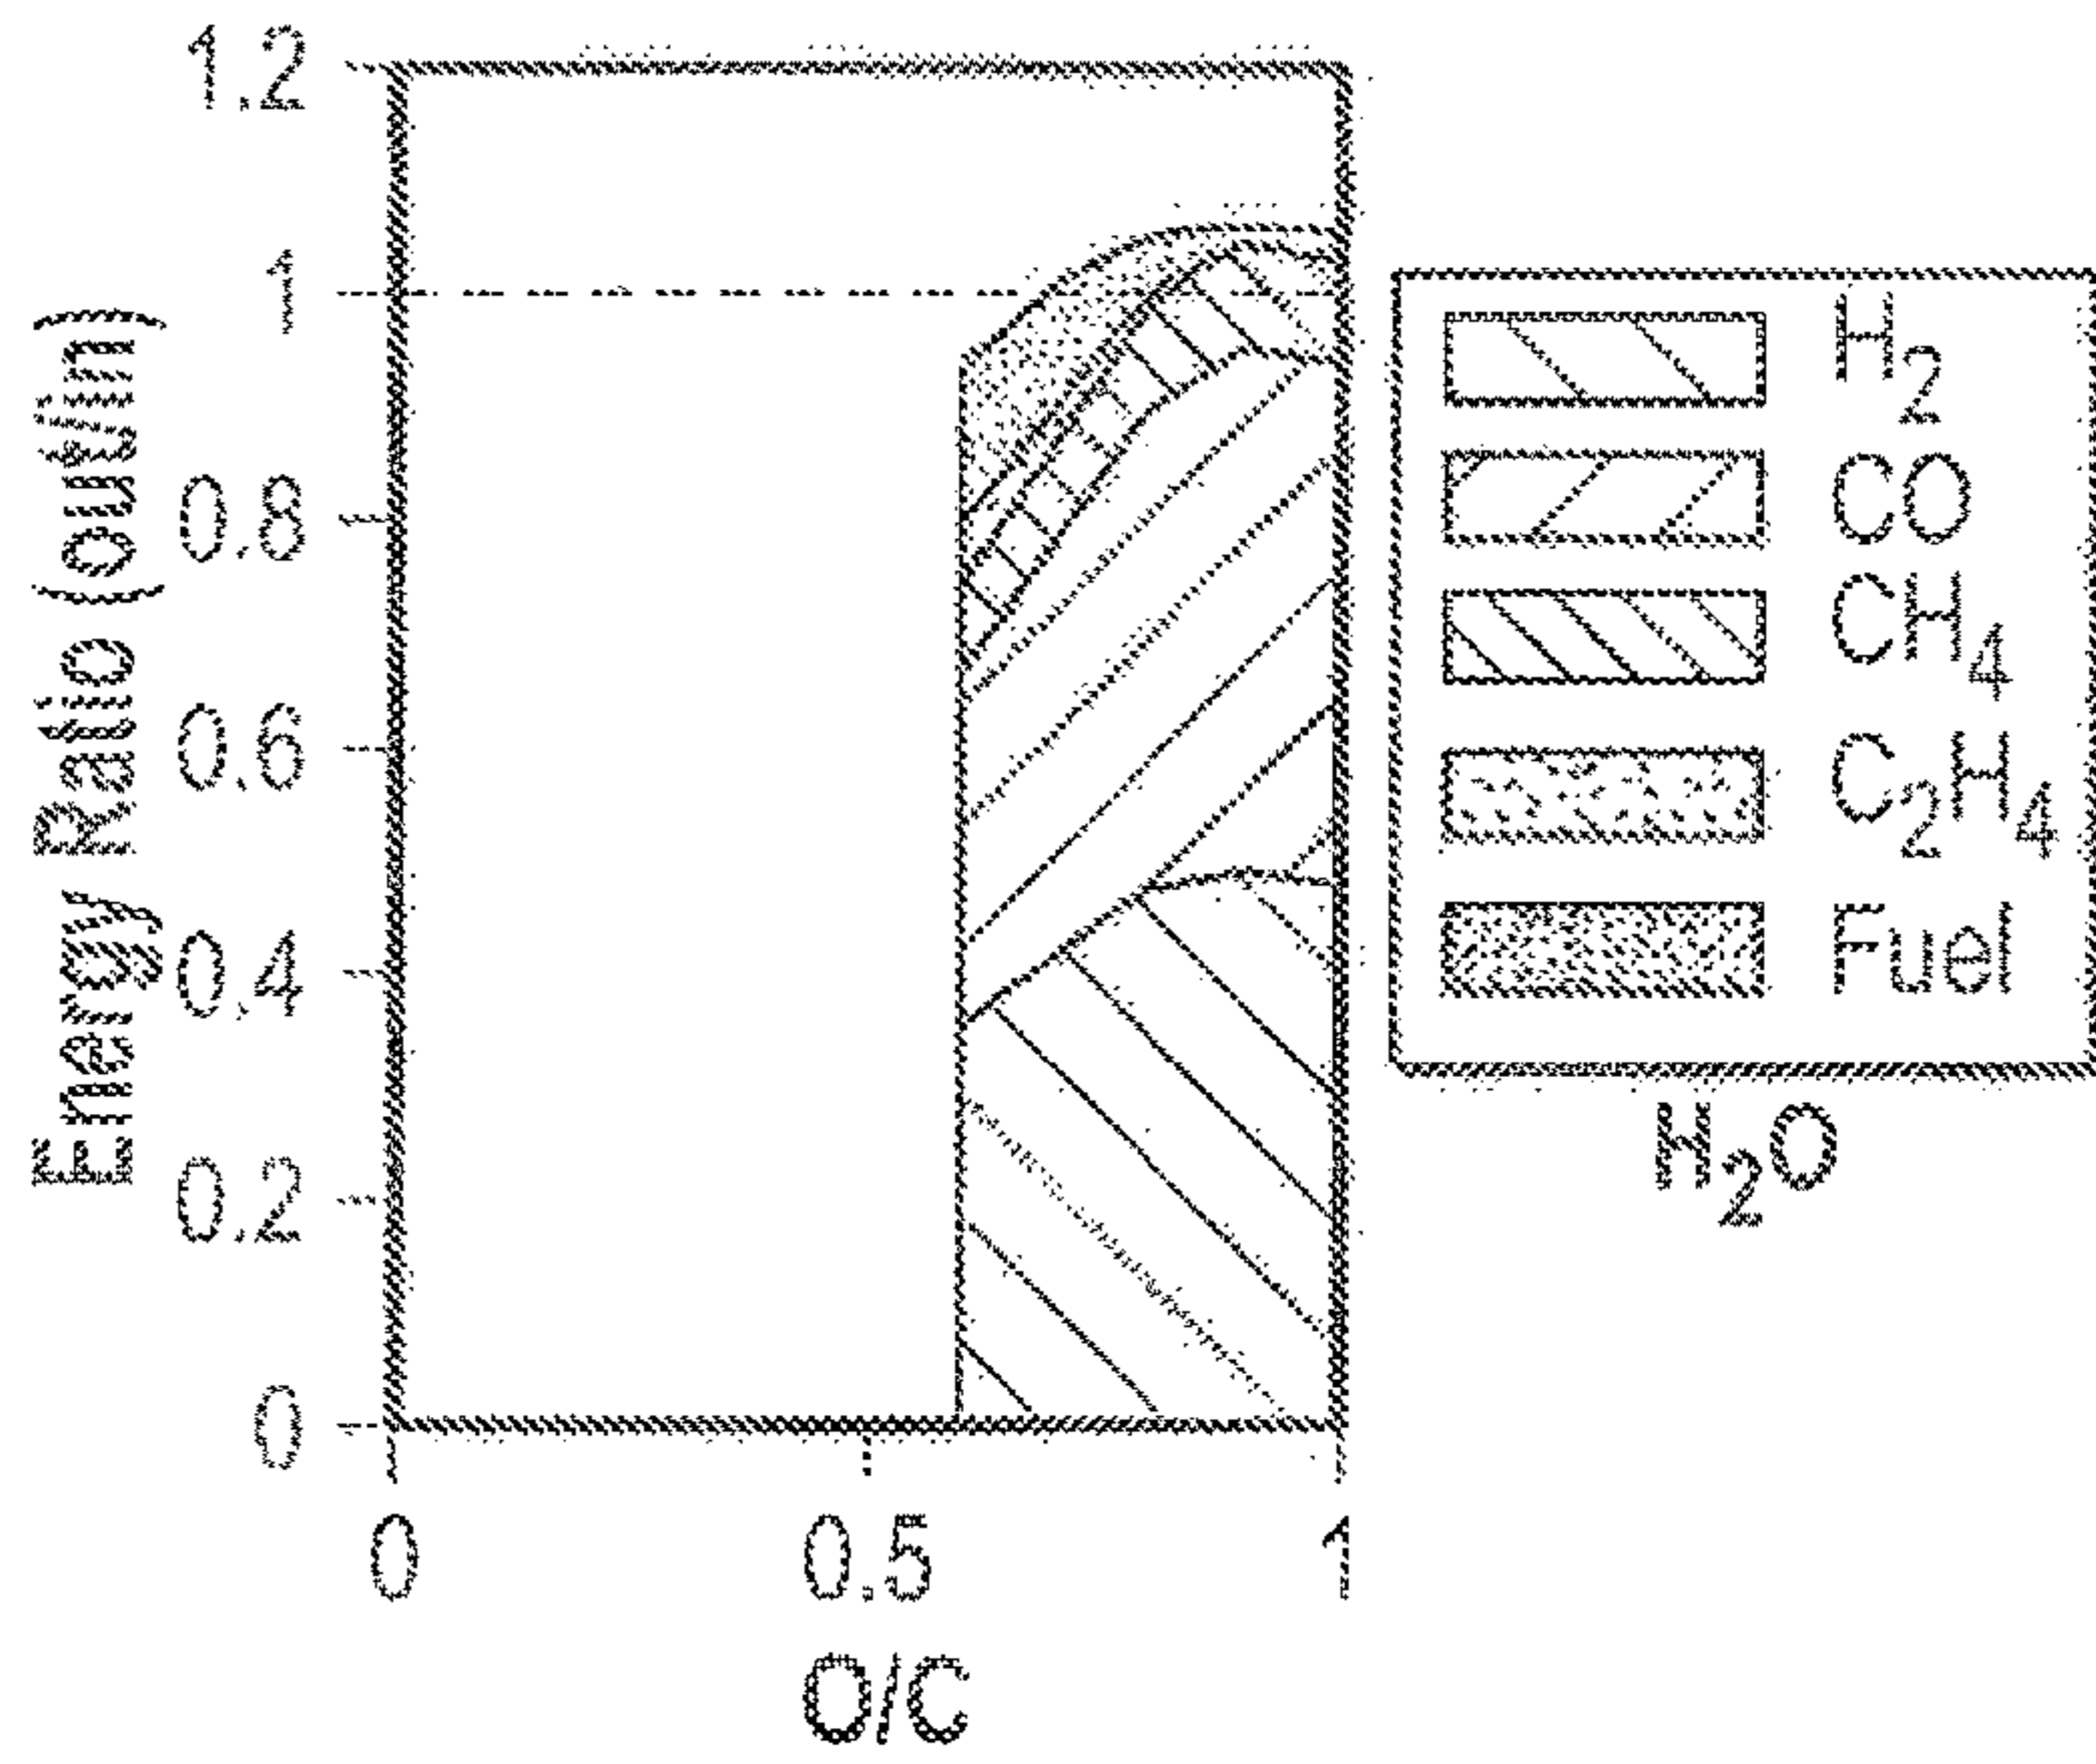 Energy Ratio (out/in)
1.2
1
0.8
0.6
0.4
0.2
0
0
0.5
1
O/C
H2
CO
CH4
C2H4
Fuel
H2O